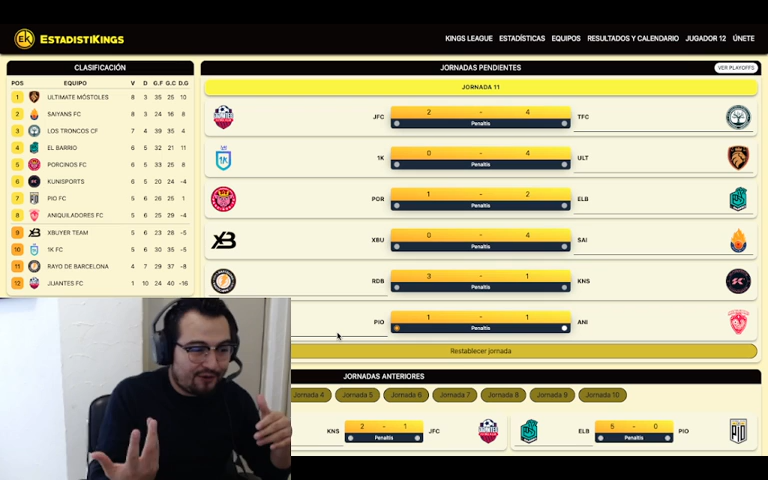 EK ESTADISTIKINGS
KINGS LEAGUE ESTADÍSTICAS EQUIPOS RESULTADOS Y CALENDARIO JUGADOR 12 ÚNETE
CLASIFICACIÓN
POS EQUIPO V D G.F G.C D.G
1 ULTIMATE MÓSTOLES 8 3 35 25 10
2 SAIYANS FC 8 3 24 16 8
3 LOS TRONCOS CF 7 4 39 35 4
4 EL BARRIO 6 5 32 21 11
5 PORCINOS FC 6 5 33 25 8
6 KUNISPORTS 6 5 20 24 -4
7 PIO FC 5 6 26 25 1
8 ANIQUILADORES FC 5 6 25 29 -4
9 XBUYER TEAM 5 6 23 28 -5
10 1K FC 5 6 30 35 -5
11 RAYO DE BARCELONA 4 7 29 37 -8
12 JIJANTES FC 1 10 24 40 -16
JORNADAS PENDIENTES
VER PLAYOFFS
JORNADA 11
JFC 2 - 4 TFC
Penaltis
1K 0 - 4 ULT
Penaltis
POR 1 - 2 ELB
Penaltis
XBU 0 - 4 SAI
Penaltis
RDB 3 - 1 KNS
Penaltis
PIO 1 - 1 ANI
Penaltis
Restablecer jornada
JORNADAS ANTERIORES
Jornada 4 Jornada 5 Jornada 6 Jornada 7 Jornada 8 Jornada 9 Jornada 10
KNS 2 - 1 JFC
Penaltis
ELB 5 - 0 PIO
Penaltis